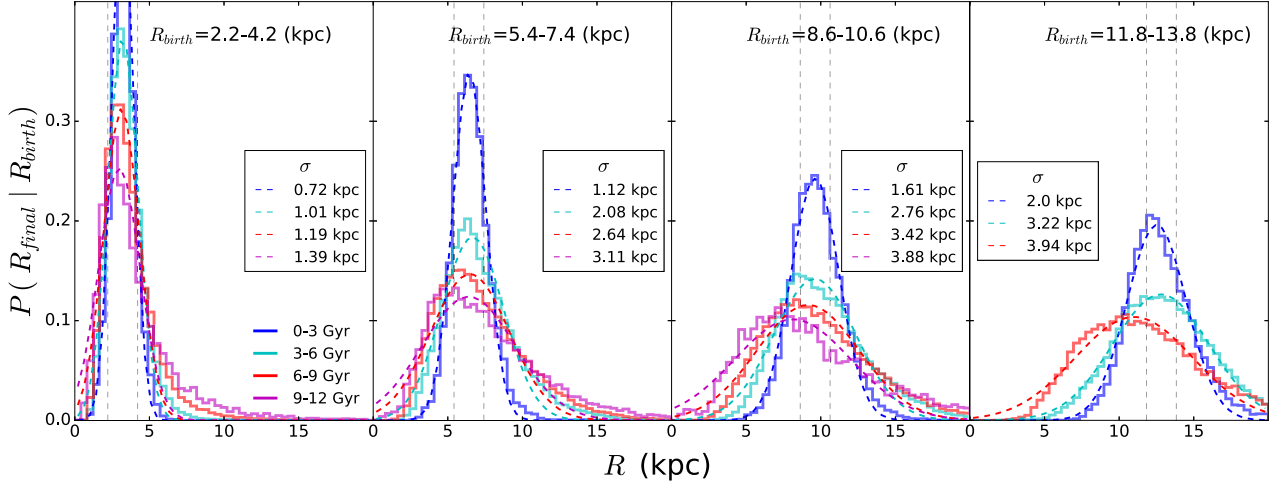 R_birth=2.2-4.2 (kpc)
R_birth=5.4-7.4 (kpc)
R_birth=8.6-10.6 (kpc)
R_birth=11.8-13.8 (kpc)
P ( R_final | R_birth)
0.3
0.2
0.1
0.0
σ
0.72 kpc
1.01 kpc
1.19 kpc
1.39 kpc
σ
1.12 kpc
2.08 kpc
2.64 kpc
3.11 kpc
σ
1.61 kpc
2.76 kpc
3.42 kpc
3.88 kpc
σ
2.0 kpc
3.22 kpc
3.94 kpc
0-3 Gyr
3-6 Gyr
6-9 Gyr
9-12 Gyr
0 5 10 15 0 5 10 15 0 5 10 15 0 5 10 15
R (kpc)